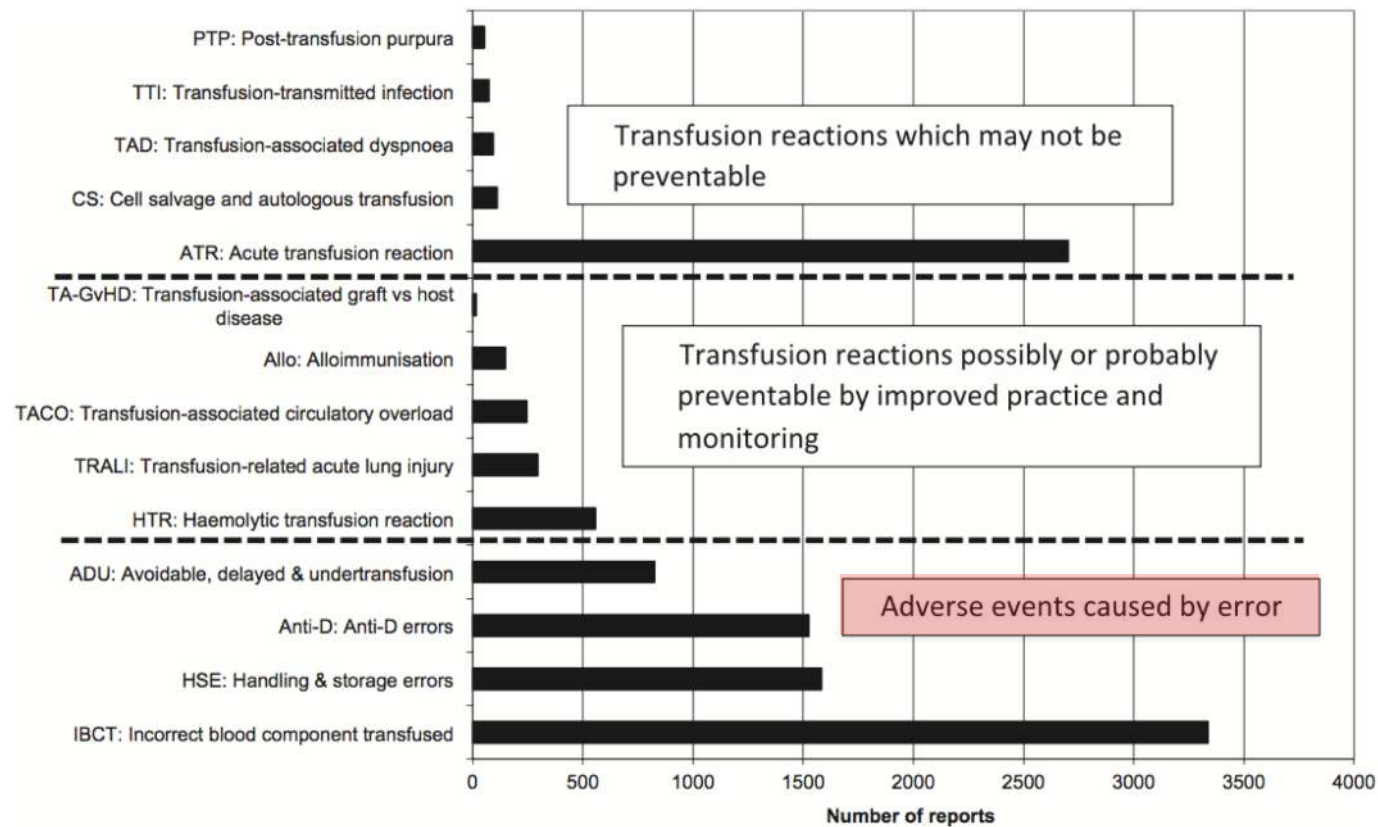 PTP: Post-transfusion purpura
TTI: Transfusion-transmitted infection
TAD: Transfusion-associated dyspnoea
CS: Cell salvage and autologous transfusion
ATR: Acute transfusion reaction
Transfusion reactions which may not be
preventable
TA-GvHD: Transfusion-associated graft vs host
disease
Allo: Alloimmunisation
TACO: Transfusion-associated circulatory overload
TRALI: Transfusion-related acute lung injury
HTR: Haemolytic transfusion reaction
Transfusion reactions possibly or probably
preventable by improved practice and
monitoring
ADU: Avoidable, delayed & undertransfusion
Anti-D: Anti-D errors
HSE: Handling & storage errors
IBCT: Incorrect blood component transfused
Adverse events caused by error
0 500 1000 1500 2000 2500 3000 3500 4000
Number of reports